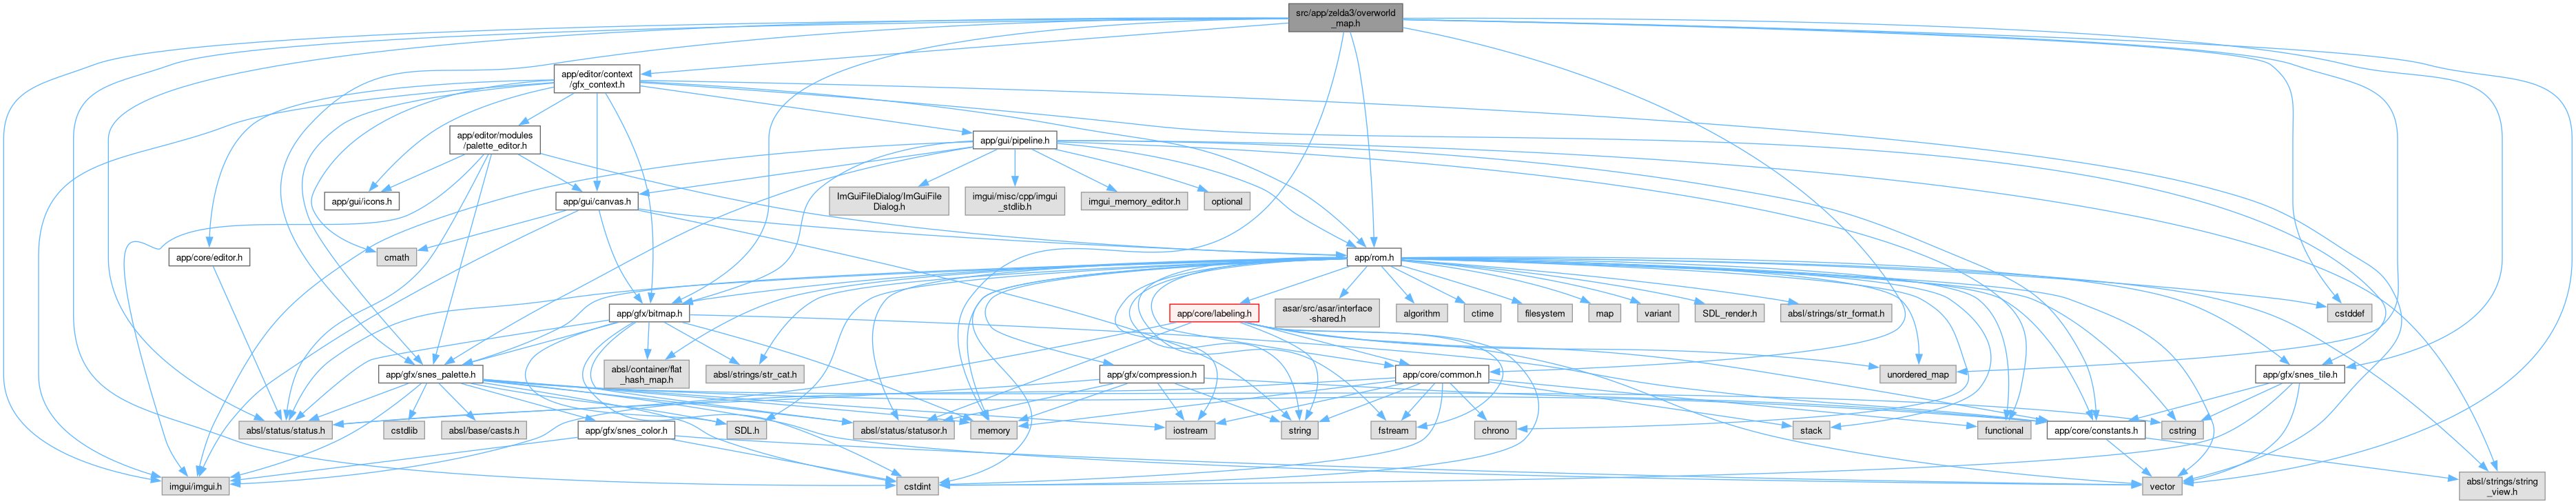 src/app/zelda3/overworld
_map.h
app/editor/context
/gfx_context.h
app/editor/modules
/palette_editor.h
app/gui/pipeline.h
app/gui/icons.h
app/gui/canvas.h
ImGuiFileDialog/ImGuiFile
Dialog.h
imgui/misc/cpp/imgui
_stdlib.h
imgui_memory_editor.h
optional
app/core/editor.h
cmath
app/rom.h
app/gfx/bitmap.h
app/core/labeling.h
asar/src/asar/interface
-shared.h
algorithm
ctime
filesystem
map
variant
SDL_render.h
absl/strings/str_format.h
cstddef
app/gfx/snes_palette.h
absl/container/flat
_hash_map.h
absl/strings/str_cat.h
app/gfx/compression.h
app/core/common.h
unordered_map
app/gfx/snes_tile.h
absl/status/status.h
cstdlib
absl/base/casts.h
app/gfx/snes_color.h
SDL.h
absl/status/statusor.h
memory
iostream
string
fstream
chrono
stack
functional
app/core/constants.h
cstring
imgui/imgui.h
cstdint
vector
absl/strings/string
_view.h